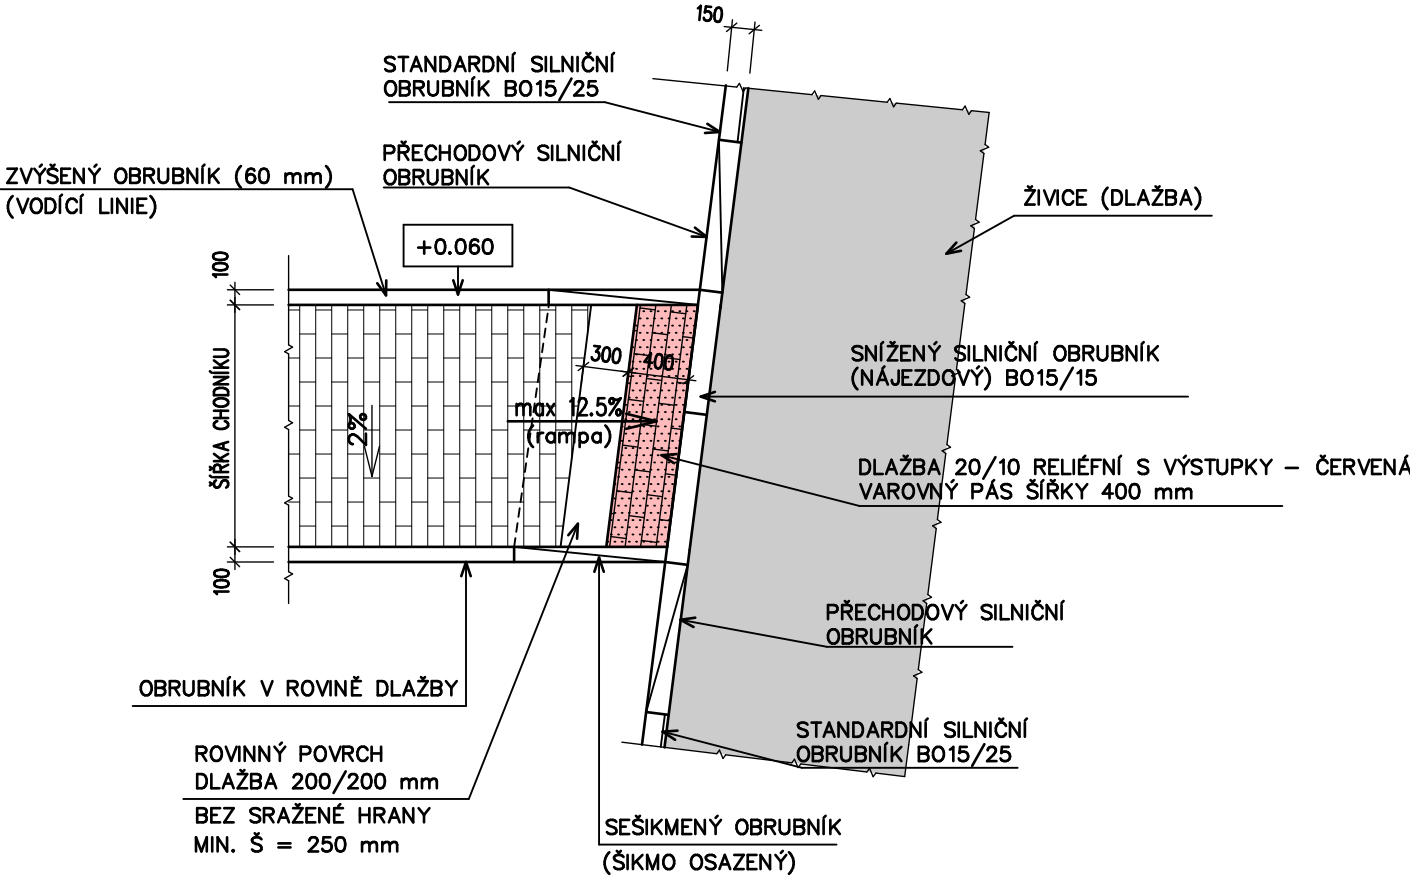 150
STANDARDNÍ SILNIČNÍ
OBRUBNÍK BO15/25
PŘECHODOVÝ SILNIČNÍ
OBRUBNÍK
ZVÝŠENÝ OBRUBNÍK (60 mm)
(VODÍCÍ LINIE)
ŽIVICE (DLAŽBA)
+0.060
100
ŠÍŘKA CHODNÍKU
100
300
400
SNÍŽENÝ SILNIČNÍ OBRUBNÍK
(NÁJEZDOVÝ) BO15/15
max 12.5%
(rampa)
2%
DLAŽBA 20/10 RELIÉFNÍ S VÝSTUPKY – ČERVENÁ
VAROVNÝ PÁS ŠÍŘKY 400 mm
PŘECHODOVÝ SILNIČNÍ
OBRUBNÍK
OBRUBNÍK V ROVINĚ DLAŽBY
STANDARDNÍ SILNIČNÍ
OBRUBNÍK BO15/25
ROVINNÝ POVRCH
DLAŽBA 200/200 mm
BEZ SRAŽENÉ HRANY
MIN. Š = 250 mm
SEŠIKMENÝ OBRUBNÍK
(ŠIKMO OSAZENÝ)